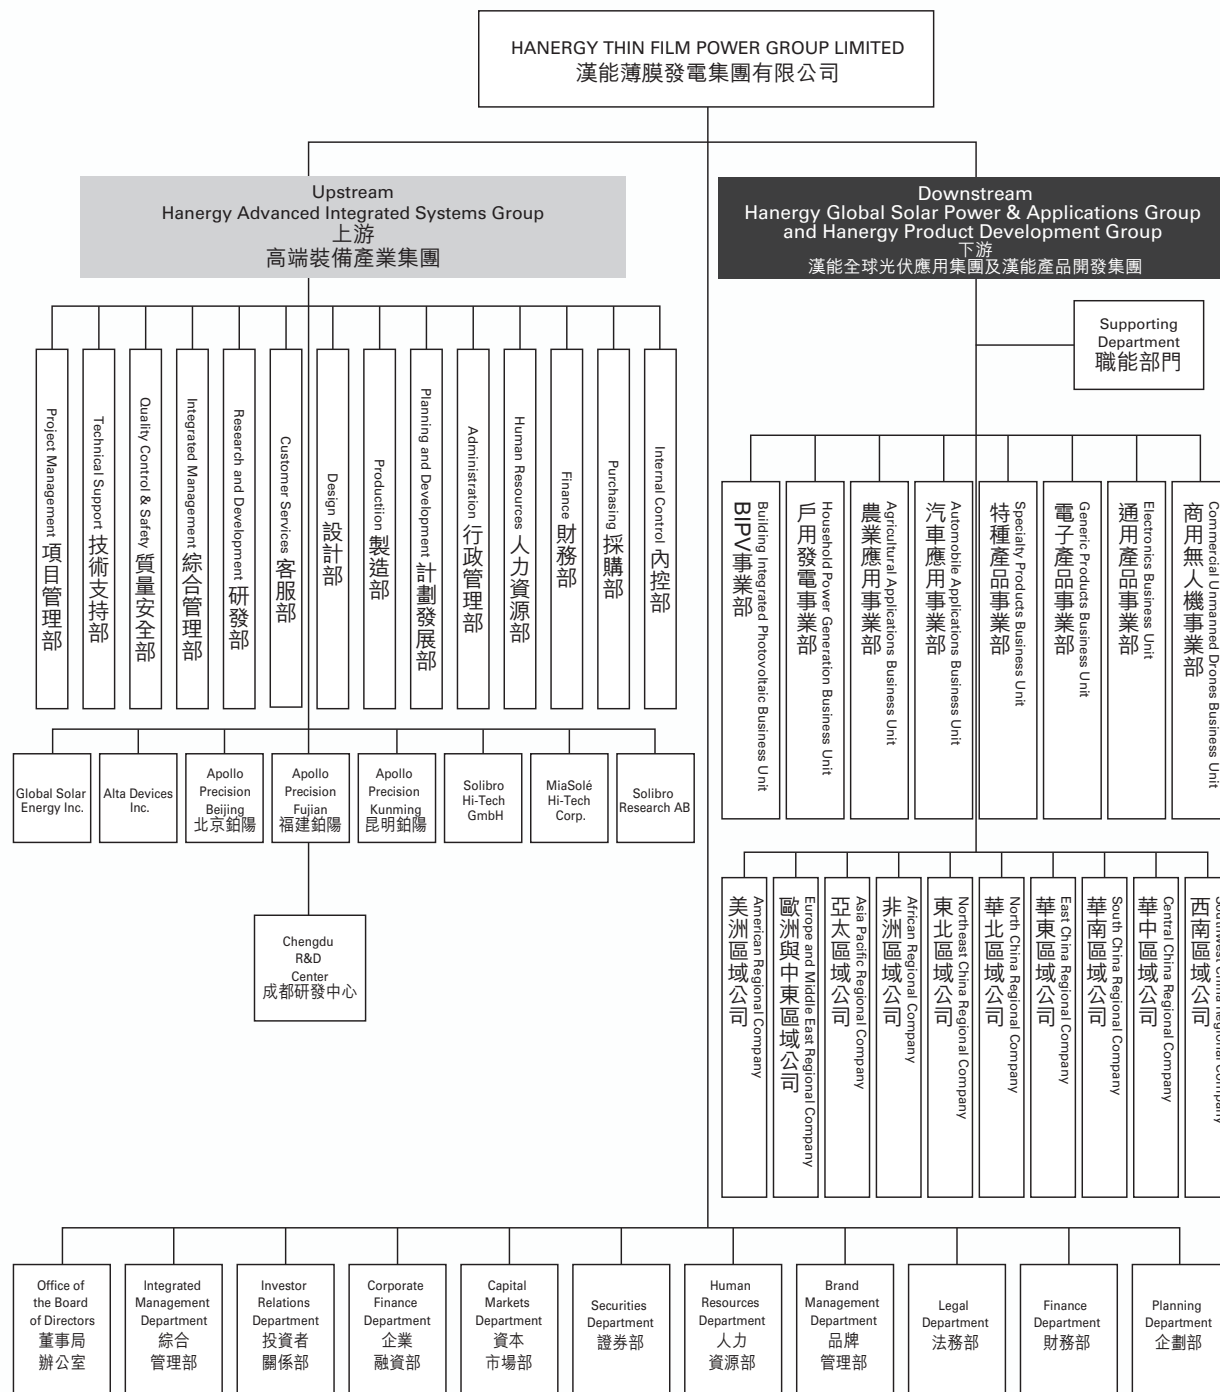 HANERGY THIN FILM POWER GROUP LIMITED
漢能薄膜發電集團有限公司
Upstream
Hanergy Advanced Integrated Systems Group
上游
高端裝備產業集團
Downstream
Hanergy Global Solar Power & Applications Group
and Hanergy Product Development Group
下游
漢能全球光伏應用集團及漢能產品開發集團
Supporting
Department
職能部門
Project Management 項目管理部
Technical Support 技術支持部
Quality Control & Safety 質量安全部
Integrated Management 綜合管理部
Research and Development 研發部
Customer Services 客服部
Design 設計部
Productiion 製造部
Planning and Development 計劃發展部
Administration 行政管理部
Human Resources 人力資源部
Finance 財務部
Purchasing 採購部
Internal Control 內控部
Building Integrated Photovoltaic Business Unit
BIPV事業部
Household Power Generation Business Unit
戶用發電事業部
Agricultural Applications Business Unit
農業應用事業部
Automobile Applications Business Unit
汽車應用事業部
Specialty Products Business Unit
特種產品事業部
Generic Products Business Unit
電子產品事業部
Electronics Business Unit
通用產品事業部
Commercial Unmanned Drones Business Unit
商用無人機事業部
Global Solar
Energy Inc.
Alta Devices
Inc.
Apollo
Precision
Beijing
北京鉑陽
Apollo
Precision
Fujian
福建鉑陽
Apollo
Precision
Kunming
昆明鉑陽
Solibro
Hi-Tech
GmbH
MiaSolé
Hi-Tech
Corp.
Solibro
Research AB
Chengdu
R&D
Center
成都研發中心
American Regional Company
美洲區域公司
Europe and Middle East Regional Company
歐洲與中東區域公司
Asia Pacific Regional Company
亞太區域公司
African Regional Company
非洲區域公司
Northeast China Regional Company
東北區域公司
North China Regional Company
華北區域公司
East China Regional Company
華東區域公司
South China Regional Company
華南區域公司
Central China Regional Company
華中區域公司
Southwest China Regional Company
西南區域公司
Office of
the Board
of Directors
董事局
辦公室
Integrated
Management
Department
綜合
管理部
Investor
Relations
Department
投資者
關係部
Corporate
Finance
Department
企業
融資部
Capital
Markets
Department
資本
市場部
Securities
Department
證券部
Human
Resources
Department
人力
資源部
Brand
Management
Department
品牌
管理部
Legal
Department
法務部
Finance
Department
財務部
Planning
Department
企劃部